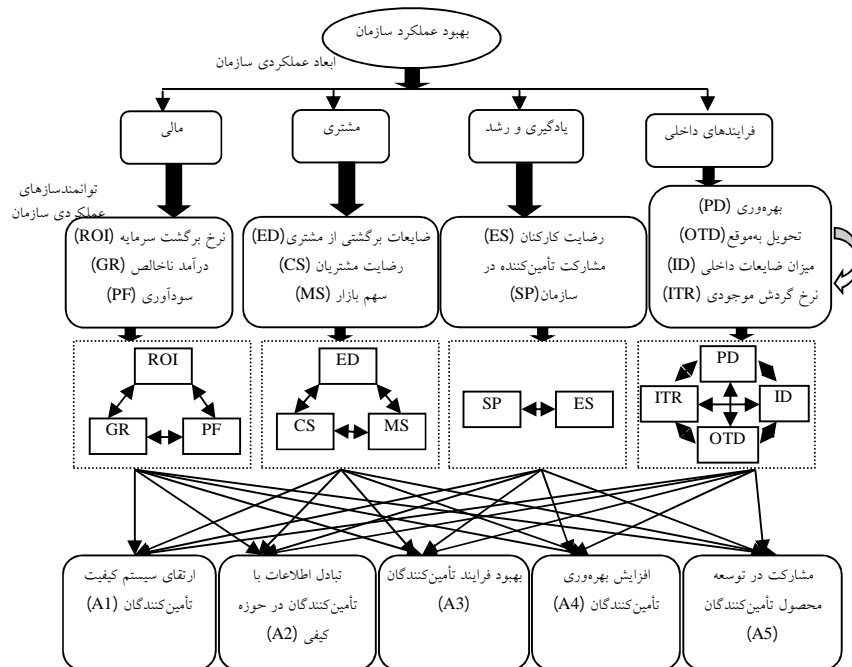 بهبود عملکرد سازمان
ابعاد عملکردی سازمان
فرایندهای داخلی
یادگیری و رشد
مشتری
مالی
توانمندسازهای
عملکردی سازمان
بهره‌وری (PD)
تحویل به‌موقع(OTD)
میزان ضایعات داخلی (ID)
نرخ گردش موجودی (ITR)
رضایت کارکنان (ES)
مشارکت تأمین‌کننده در
سازمان(SP)
ضایعات برگشتی از مشتری(ED)
رضایت مشتریان (CS)
سهم بازار (MS)
نرخ برگشت سرمایه (ROI)
درآمد ناخالص (GR)
سودآوری (PF)
PD
ITR
ID
OTD
SP
ES
ED
CS
MS
ROI
GR
PF
مشارکت در توسعه
محصول تأمین‌کنندگان
(A5)
افزایش بهره‌وری
تأمین‌کنندگان (A4)
بهبود فرایند تأمین‌کنندگان
(A3)
تبادل اطلاعات با
تأمین‌کنندگان در حوزه
کیفی (A2)
ارتقای سیستم کیفیت
تأمین‌کنندگان (A1)